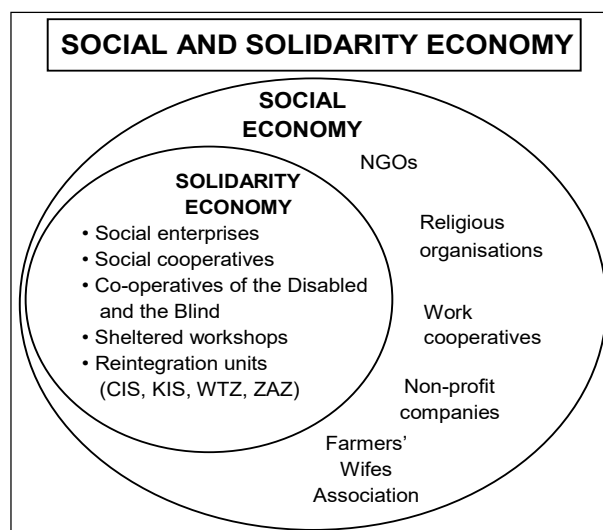 SOCIAL AND SOLIDARITY ECONOMY
SOCIAL
ECONOMY
NGOs
SOLIDARITY
ECONOMY
• Social enterprises
• Social cooperatives
• Co-operatives of the Disabled
and the Blind
• Sheltered workshops
• Reintegration units
(CIS, KIS, WTZ, ZAZ)
Religious
organisations
Work
cooperatives
Non-profit
companies
Farmers’
Wifes
Association